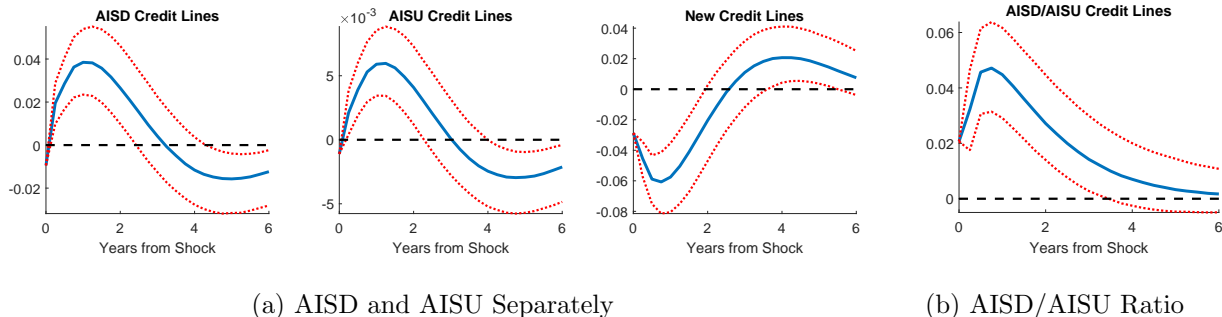 AISD Credit Lines
0.04
0.02
0
-0.02
0 2 4 6
Years from Shock
×10⁻³ AISU Credit Lines
5
0
-5
0 2 4 6
Years from Shock
New Credit Lines
0.04
0.02
0
-0.02
-0.04
-0.06
-0.08
0 2 4 6
Years from Shock
AISD/AISU Credit Lines
0.06
0.04
0.02
0
0 2 4 6
Years from Shock
(a) AISD and AISU Separately
(b) AISD/AISU Ratio